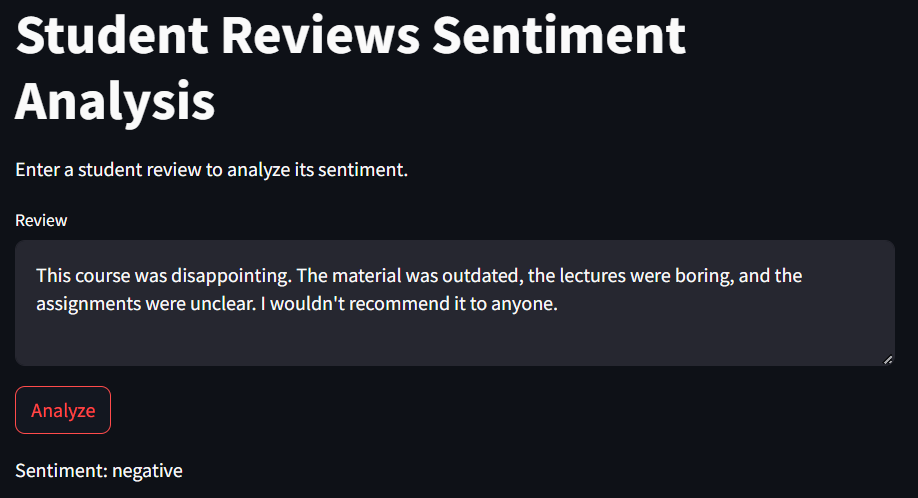 Student Reviews Sentiment
Analysis
Enter a student review to analyze its sentiment.
Review
This course was disappointing. The material was outdated, the lectures were boring, and the
assignments were unclear. I wouldn't recommend it to anyone.
Analyze
Sentiment: negative